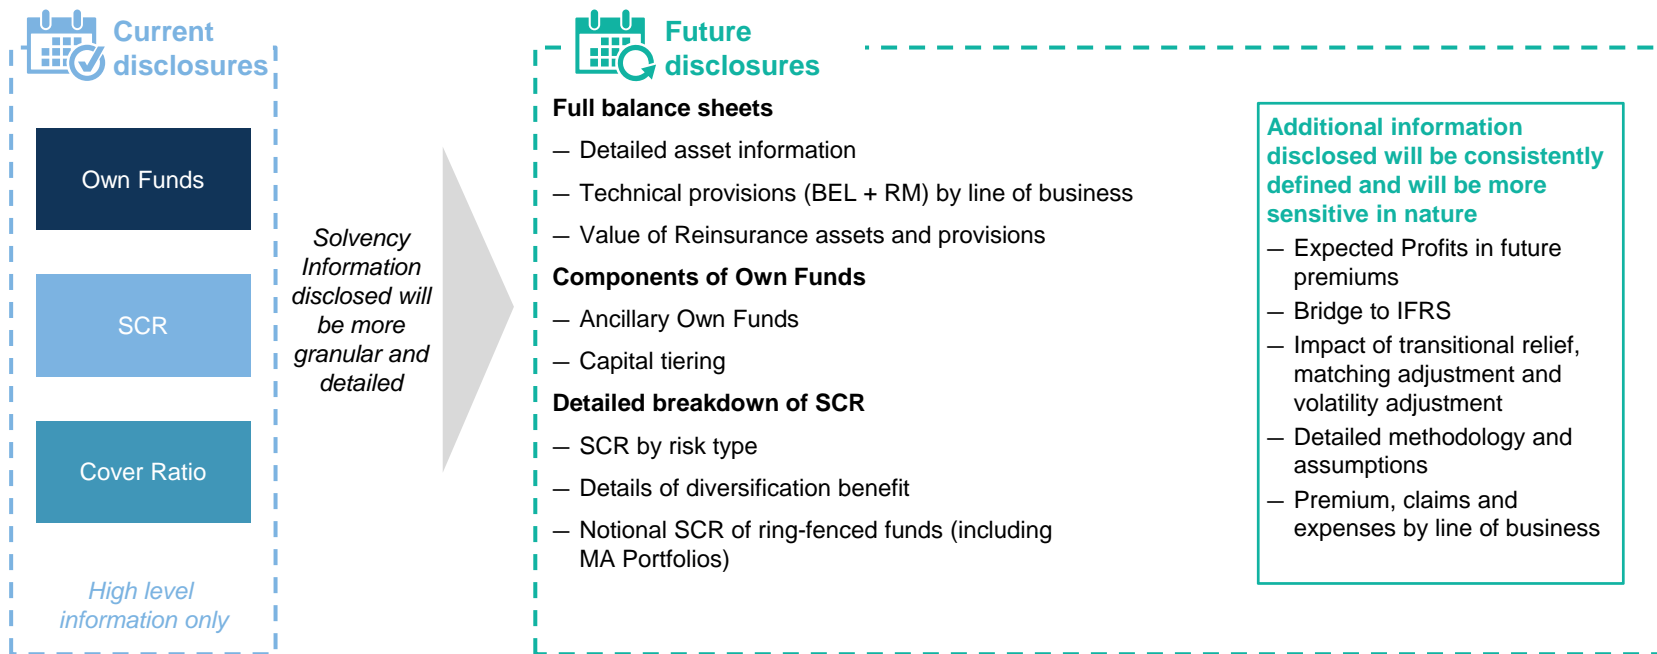 Current
disclosures
Own Funds
SCR
Cover Ratio
High level
information only
Solvency
Information
disclosed will
be more
granular and
detailed
Future
disclosures
Full balance sheets
— Detailed asset information
— Technical provisions (BEL + RM) by line of business
— Value of Reinsurance assets and provisions
Components of Own Funds
— Ancillary Own Funds
— Capital tiering
Detailed breakdown of SCR
— SCR by risk type
— Details of diversification benefit
— Notional SCR of ring-fenced funds (including
MA Portfolios)
Additional information
disclosed will be consistently
defined and will be more
sensitive in nature
— Expected Profits in future
premiums
— Bridge to IFRS
— Impact of transitional relief,
matching adjustment and
volatility adjustment
— Detailed methodology and
assumptions
— Premium, claims and
expenses by line of business